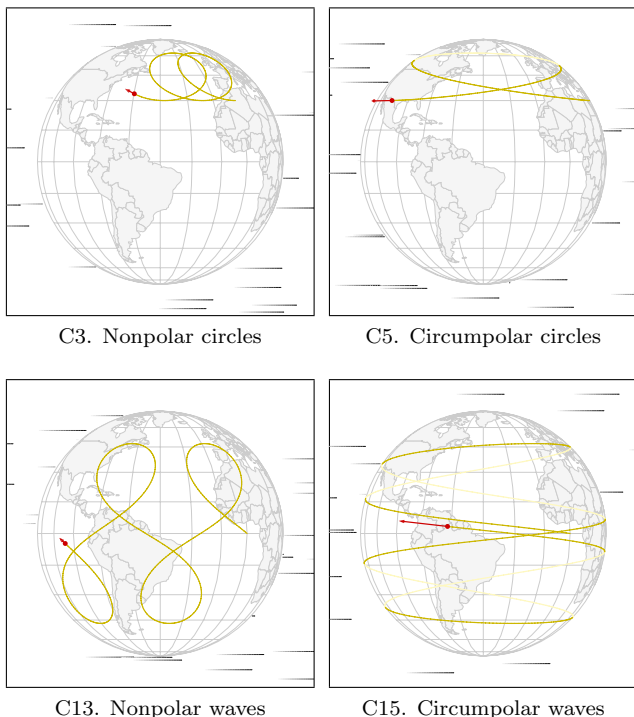 C3. Nonpolar circles
C5. Circumpolar circles
C13. Nonpolar waves
C15. Circumpolar waves